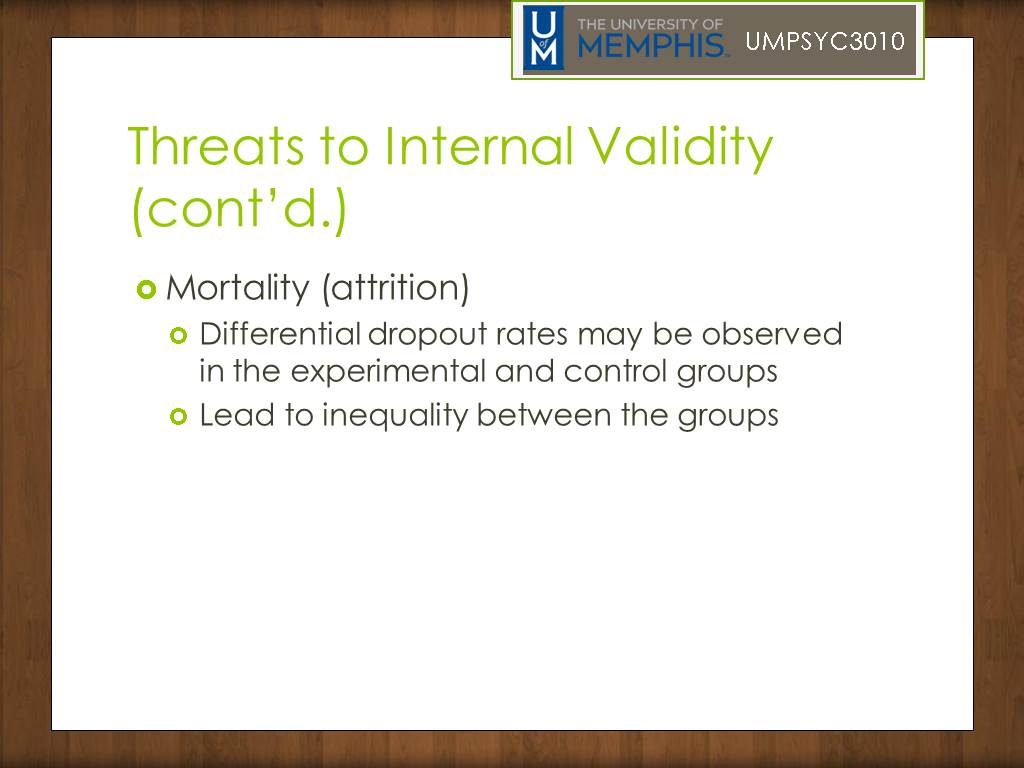 THE UNIVERSITY OF
MEMPHIS™ UMPSYC3010
U of M
Threats to Internal Validity
(cont’d.)
Mortality (attrition)
Differential dropout rates may be observed
in the experimental and control groups
Lead to inequality between the groups